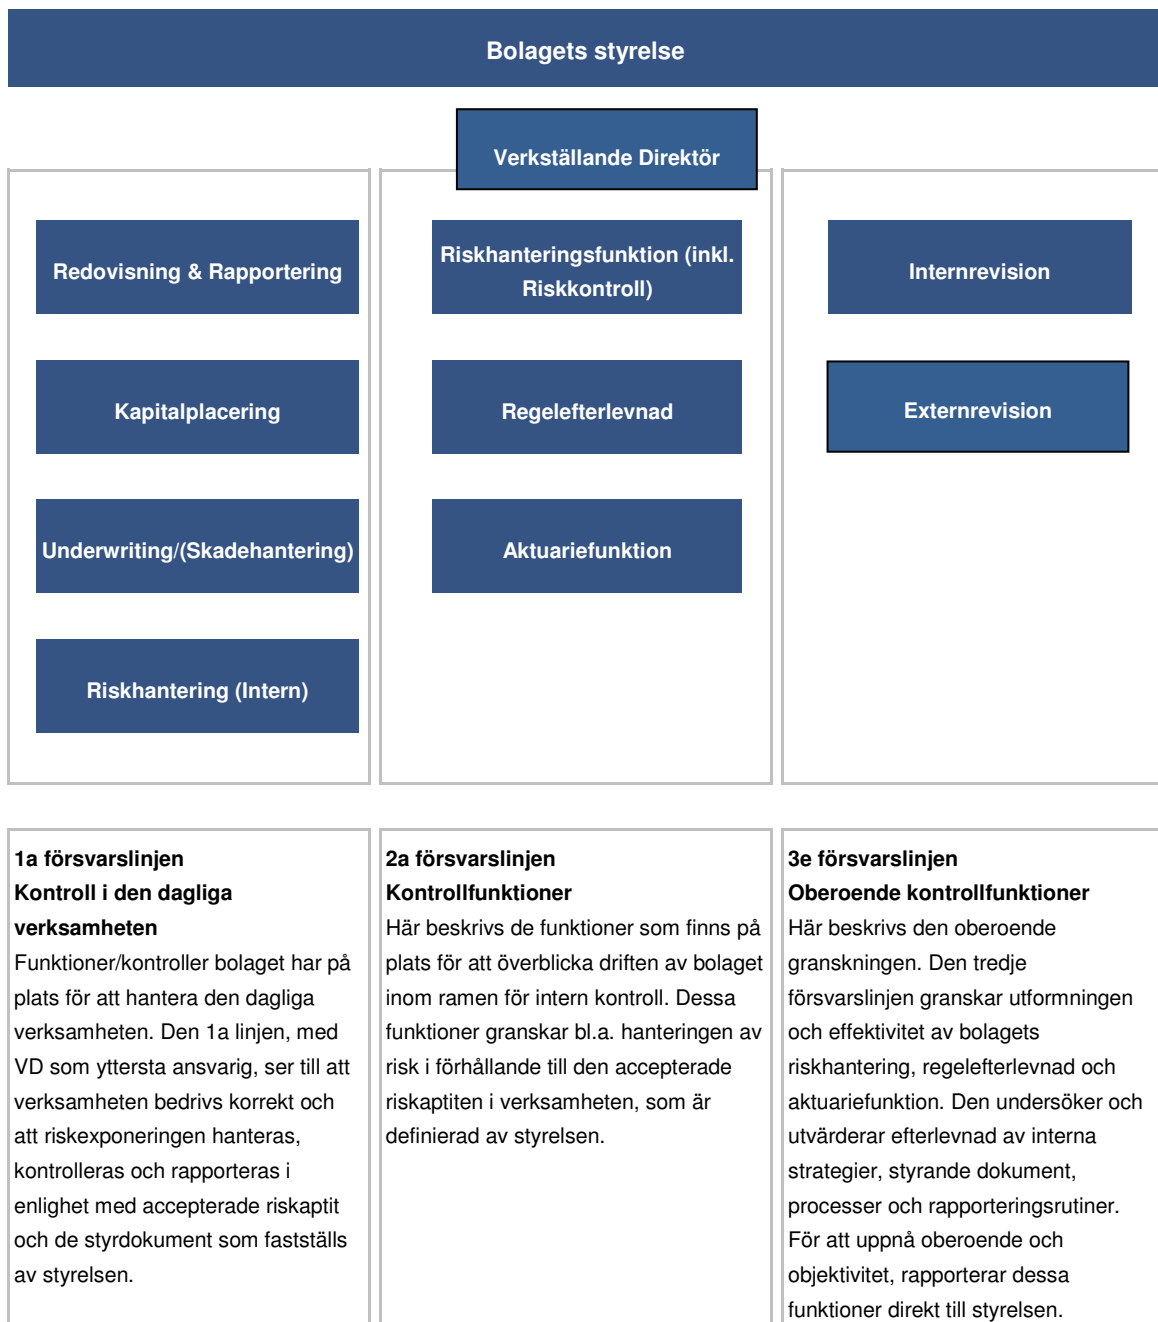 Bolagets styrelse
Verkställande Direktör
Redovisning & Rapportering
Kapitalplacering
Underwriting/(Skadehantering)
Riskhantering (Intern)
Riskhanteringsfunktion (inkl.
Riskkontroll)
Regelefterlevnad
Aktuariefunktion
Internrevision
Externrevision
1a försvarslinjen
Kontroll i den dagliga
verksamheten
Funktioner/kontroller bolaget har på
plats för att hantera den dagliga
verksamheten. Den 1a linjen, med
VD som yttersta ansvarig, ser till att
verksamheten bedrivs korrekt och
att riskexponeringen hanteras,
kontrolleras och rapporteras i
enlighet med accepterade riskaptit
och de styrdokument som fastställs
av styrelsen.
2a försvarslinjen
Kontrollfunktioner
Här beskrivs de funktioner som finns på
plats för att överblicka driften av bolaget
inom ramen för intern kontroll. Dessa
funktioner granskar bl.a. hanteringen av
risk i förhållande till den accepterade
riskaptiten i verksamheten, som är
definierad av styrelsen.
3e försvarslinjen
Oberoende kontrollfunktioner
Här beskrivs den oberoende
granskningen. Den tredje
försvarslinjen granskar utformningen
och effektivitet av bolagets
riskhantering, regelefterlevnad och
aktuariefunktion. Den undersöker och
utvärderar efterlevnad av interna
strategier, styrande dokument,
processer och rapporteringsrutiner.
För att uppnå oberoende och
objektivitet, rapporterar dessa
funktioner direkt till styrelsen.